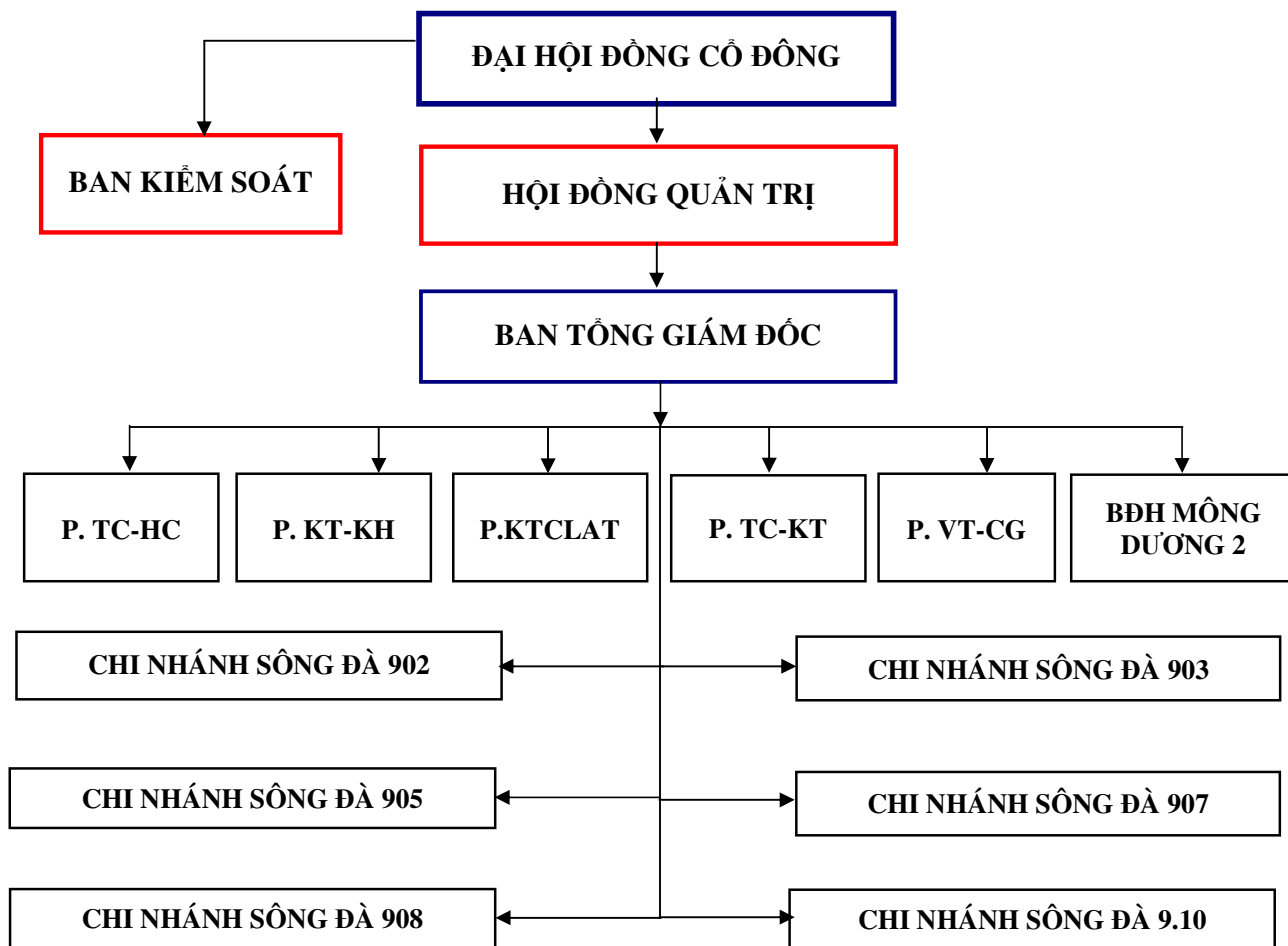 ĐẠI HỘI ĐỒNG CỔ ĐÔNG
BAN KIỂM SOÁT
HỘI ĐỒNG QUẢN TRỊ
BAN TỔNG GIÁM ĐỐC
P. TC-HC
P. KT-KH
P.KTCLAT
P. TC-KT
P. VT-CG
BĐH MÔNG
DƯƠNG 2
CHI NHÁNH SÔNG ĐÀ 902
CHI NHÁNH SÔNG ĐÀ 903
CHI NHÁNH SÔNG ĐÀ 905
CHI NHÁNH SÔNG ĐÀ 907
CHI NHÁNH SÔNG ĐÀ 908
CHI NHÁNH SÔNG ĐÀ 9.10